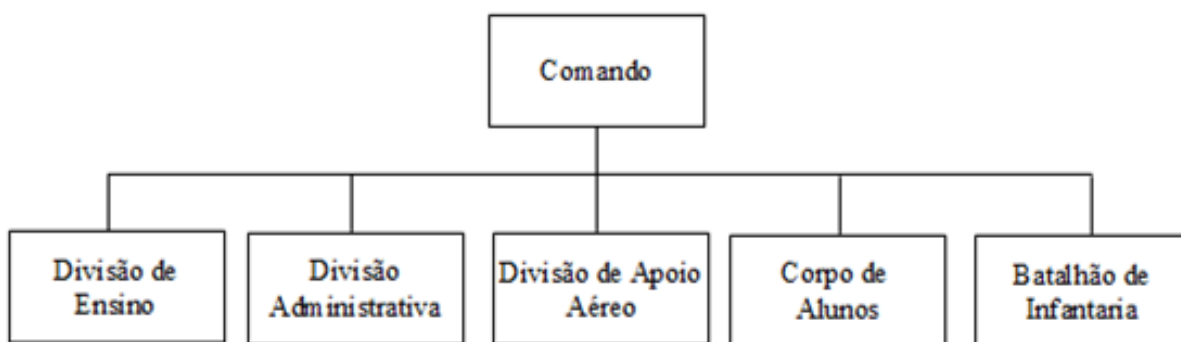 Comando
Divisão de
Ensino
Divisão
Administrativa
Divisão de Apoio
Aéreo
Corpo de
Alunos
Batalhão de
Infantaria